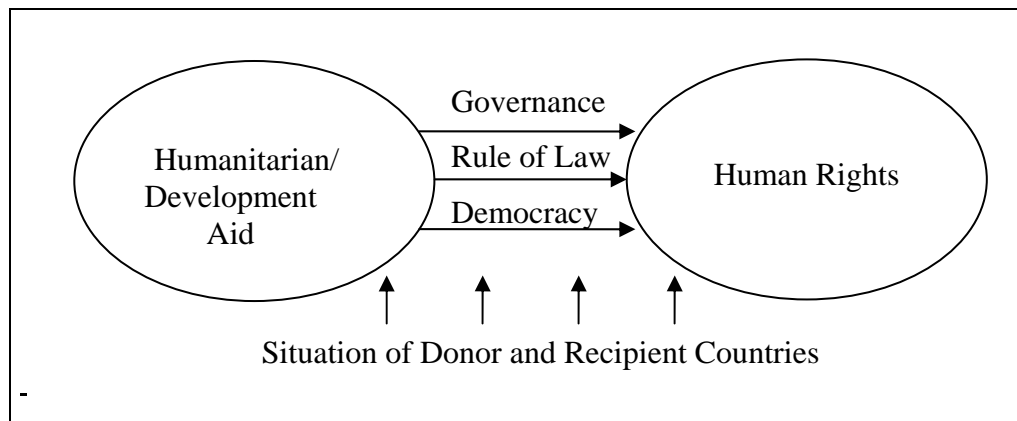 Governance
Humanitarian/
Development
Aid
Rule of Law
Democracy
Human Rights
Situation of Donor and Recipient Countries
-